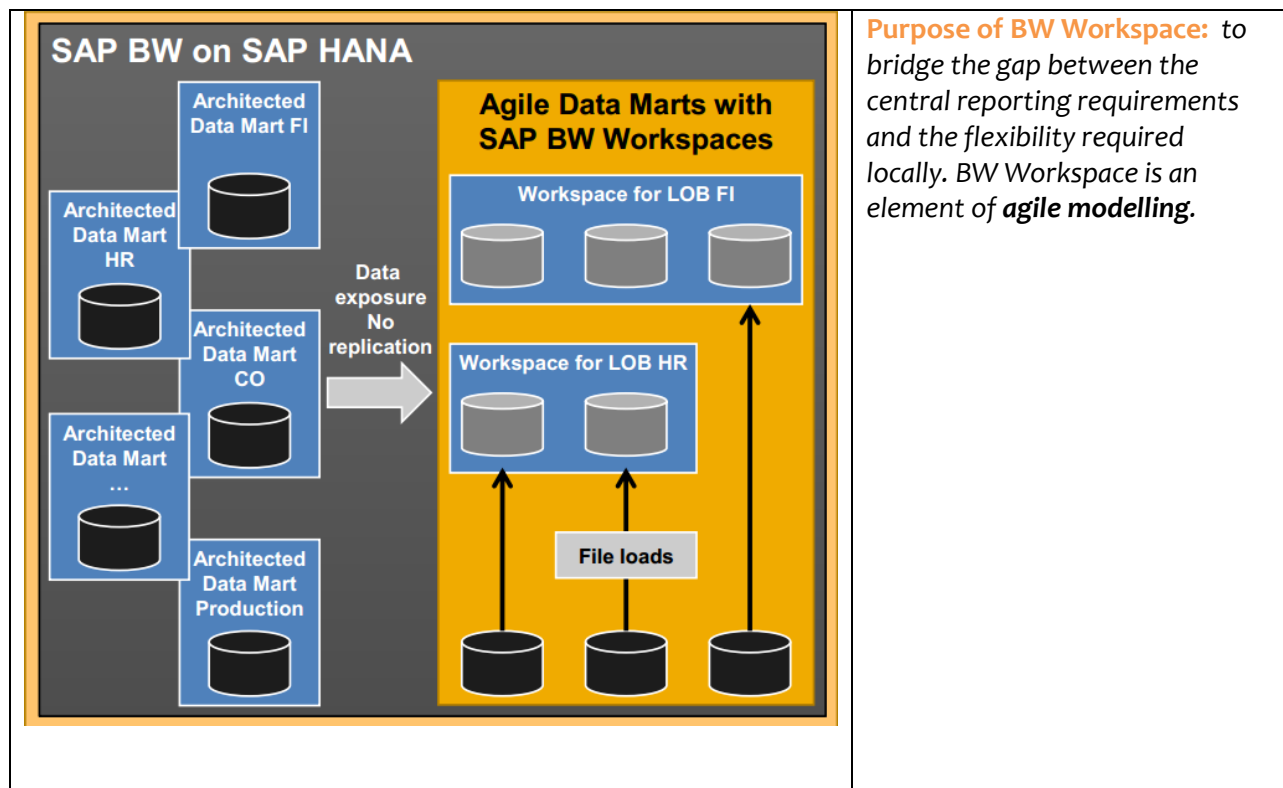 SAP BW on SAP HANA
Architected
Data Mart FI
Architected
Data Mart
HR
Architected
Data Mart
CO
Architected
Data Mart
…
Architected
Data Mart
Production
Data
exposure
No
replication
Agile Data Marts with
SAP BW Workspaces
Workspace for LOB FI
Workspace for LOB HR
File loads
Purpose of BW Workspace: to
bridge the gap between the
central reporting requirements
and the flexibility required
locally. BW Workspace is an
element of agile modelling.